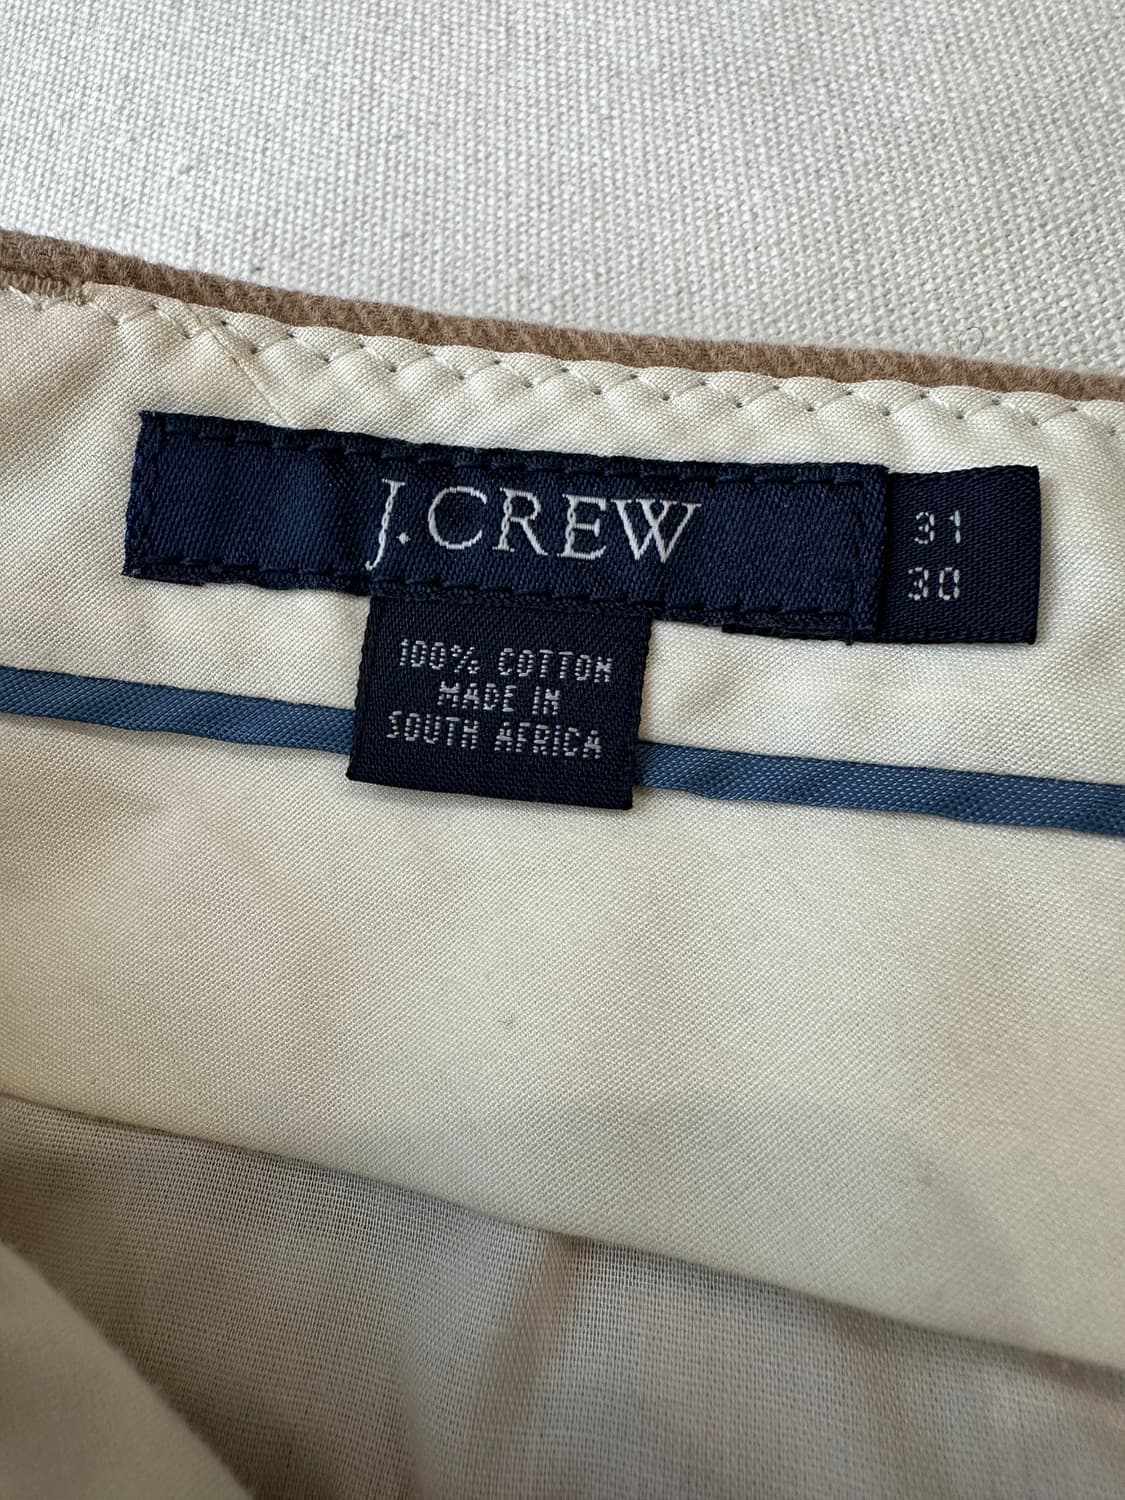 J.CREW
31
30
100% COTTON
MADE IN
SOUTH AFRICA